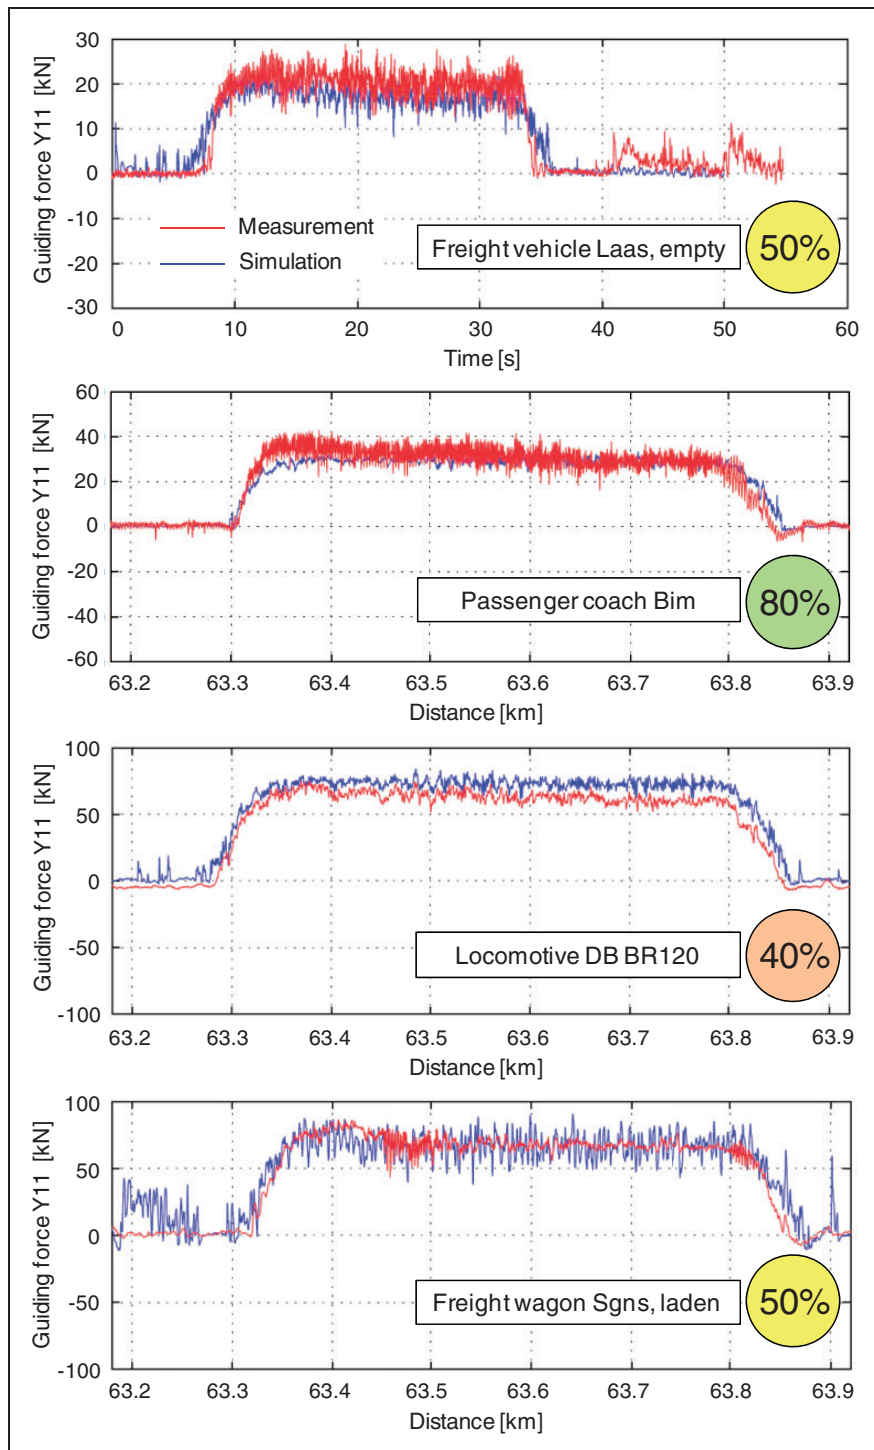 Guiding force Y11 [kN]
30
20
10
0
-10
-20
-30
Measurement
Simulation
Freight vehicle Laas, empty
50%
0 10 20 30 40 50 60
Time [s]
Guiding force Y11 [kN]
60
40
20
0
-20
-40
-60
Passenger coach Bim
80%
63.2 63.3 63.4 63.5 63.6 63.7 63.8 63.9
Distance [km]
Guiding force Y11 [kN]
100
50
0
-50
-100
Locomotive DB BR120
40%
63.2 63.3 63.4 63.5 63.6 63.7 63.8 63.9
Distance [km]
Guiding force Y11 [kN]
100
50
0
-50
-100
Freight wagon Sgns, laden
50%
63.2 63.3 63.4 63.5 63.6 63.7 63.8 63.9
Distance [km]